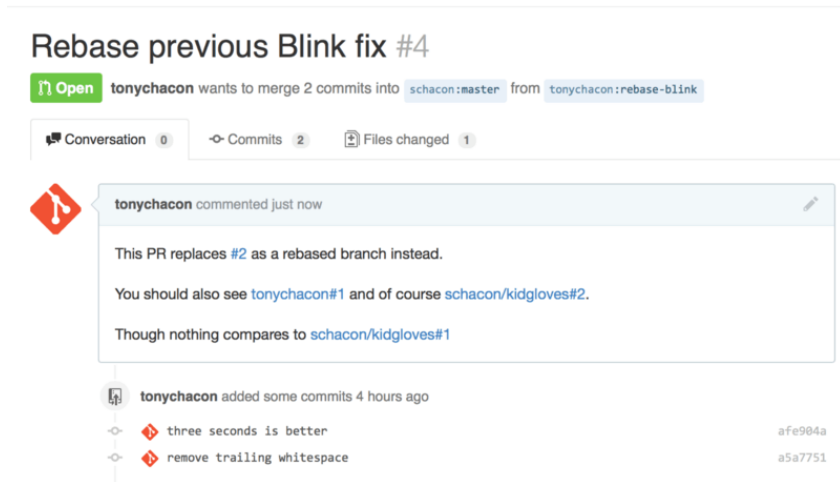 Rebase previous Blink fix #4
Open tonychacon wants to merge 2 commits into schacon:master from tonychacon:rebase-blink
Conversation 0 Commits 2 Files changed 1
tonychacon commented just now
This PR replaces #2 as a rebased branch instead.
You should also see tonychacon#1 and of course schacon/kidgloves#2.
Though nothing compares to schacon/kidgloves#1
tonychacon added some commits 4 hours ago
three seconds is better afe904a
remove trailing whitespace a5a7751